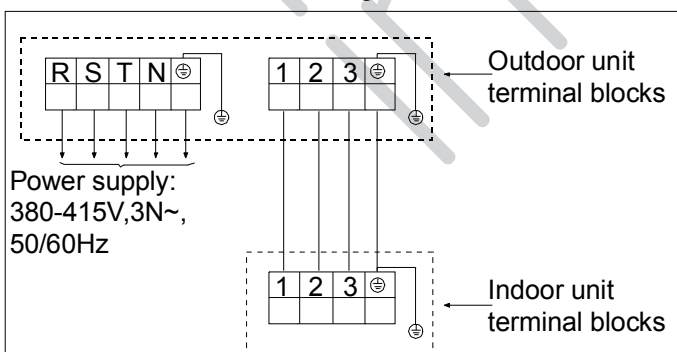 R S T N ⏚
1 2 3 ⏚
Outdoor unit
terminal blocks
Power supply:
380-415V,3N~,
50/60Hz
1 2 3 ⏚
Indoor unit
terminal blocks